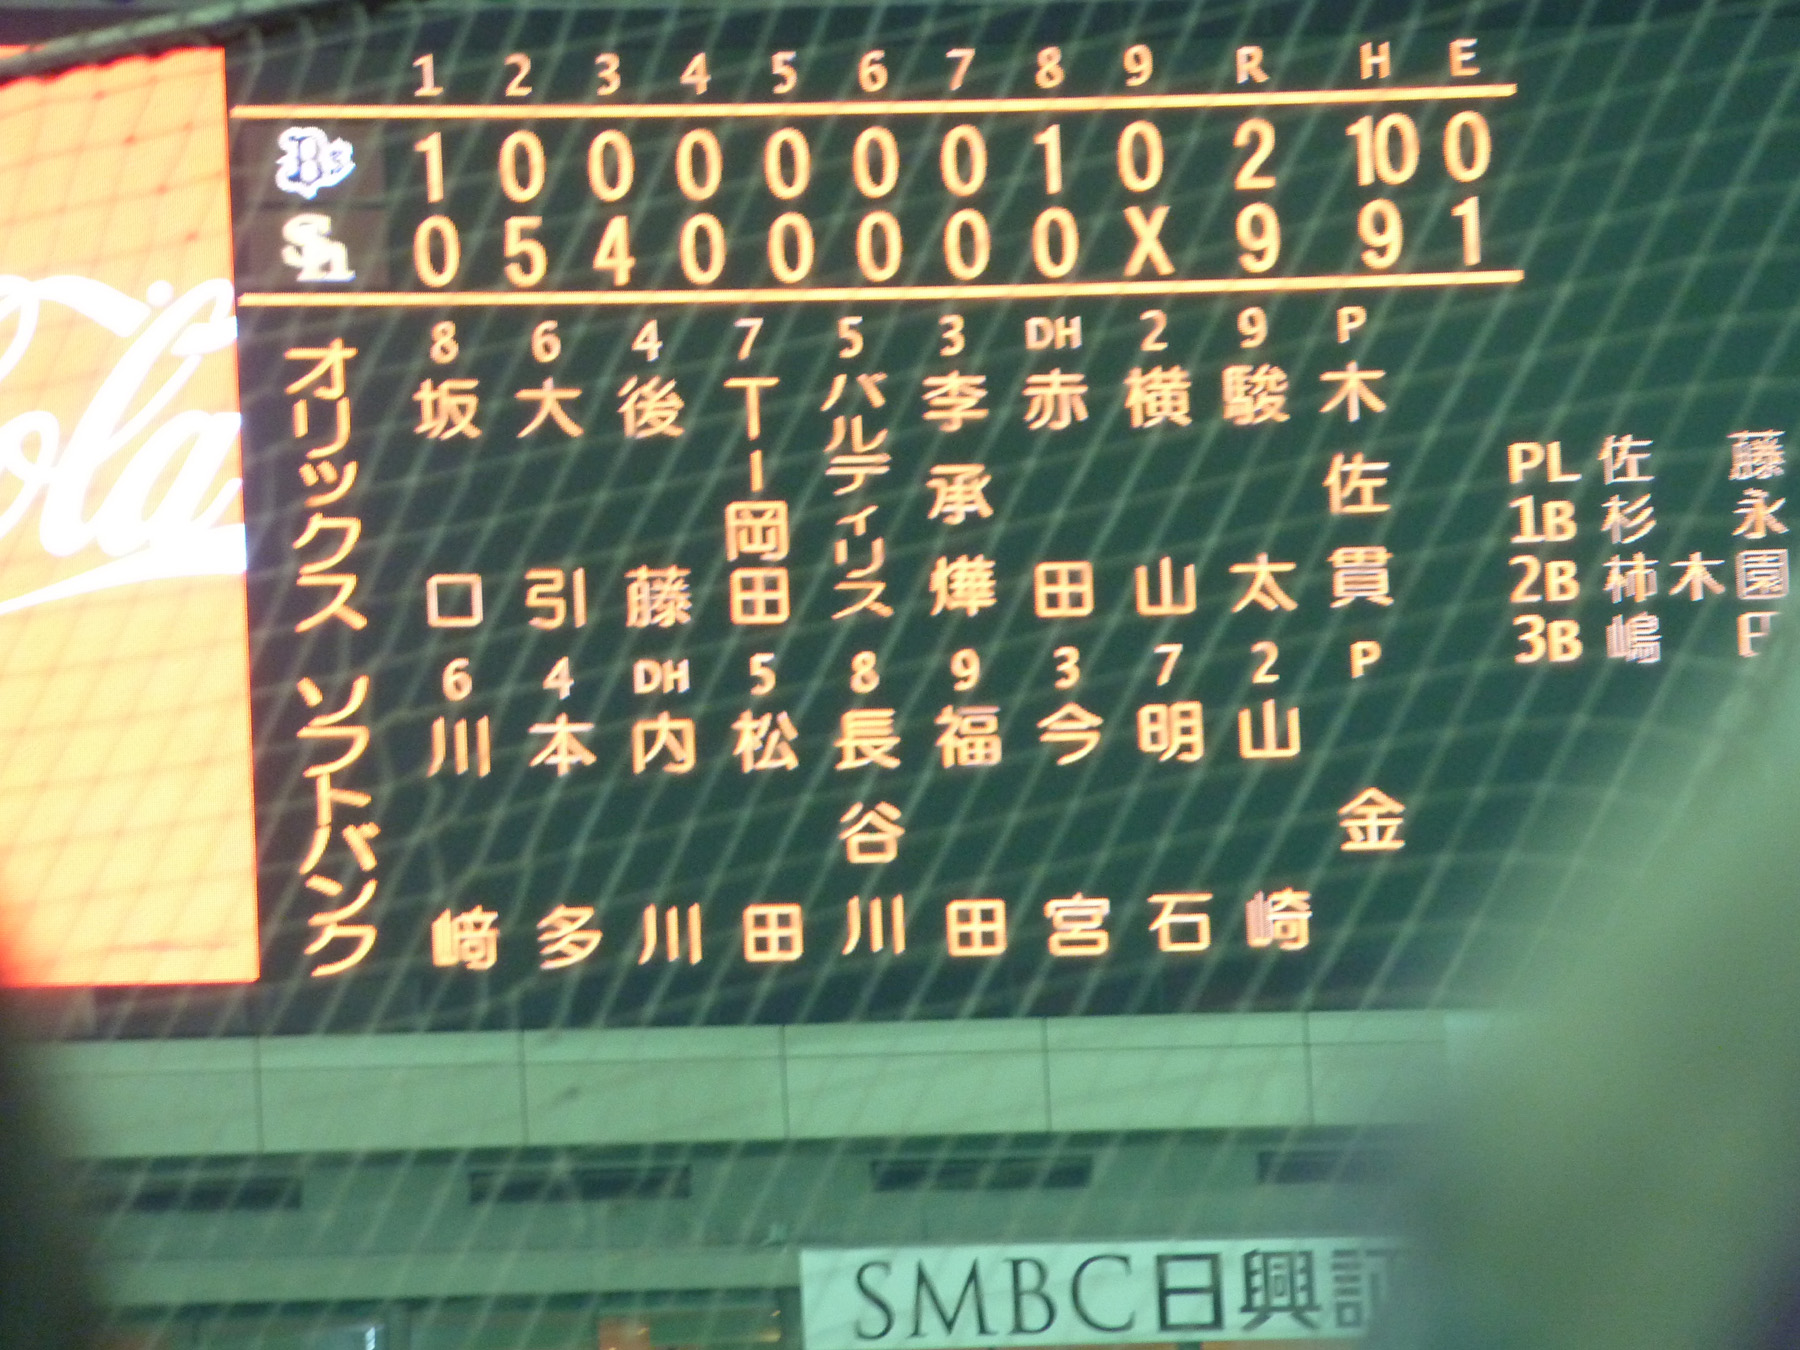 1 2 3 4 5 6 7 8 9 R H E
Bs 1 0 0 0 0 0 0 1 0 2 10 0
SH 0 5 4 0 0 0 0 0 X 9 9 1
オリックス
8 坂口
6 大引
4 後藤
7 T-岡田
5 バルディリス
3 李承燁
DH 赤田
2 横山
9 駿太
P 木佐貫
ソフトバンク
6 川﨑
4 本多
DH 内川
5 松田
8 長谷川
9 福田
3 今宮
7 明石
2 山崎
P 金
PL 佐藤
1B 杉永
2B 柿木園
3B 嶋田
ola
SMBC日興証